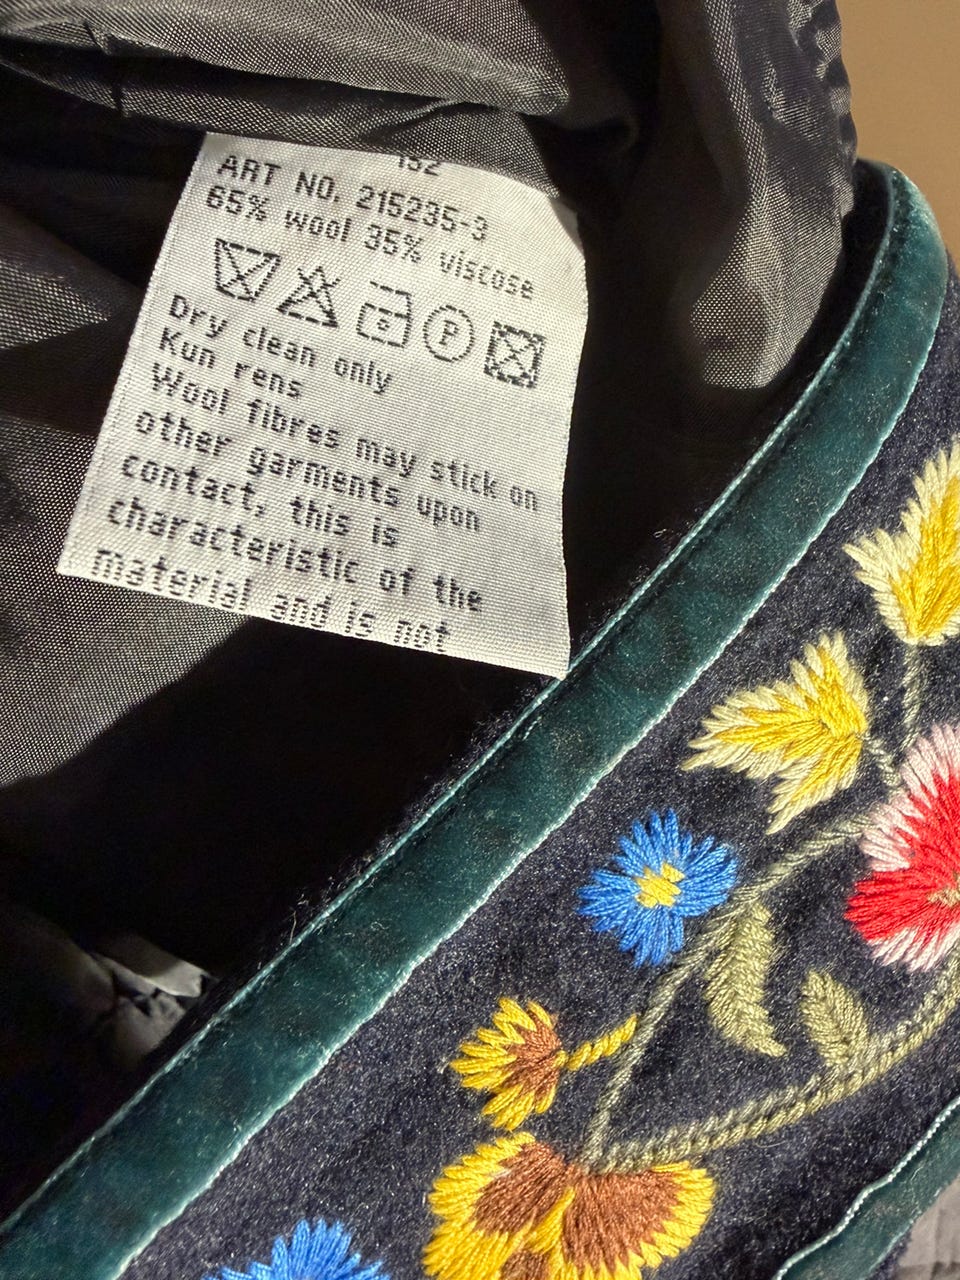 152
ART NO. 215235-3
65% wool 35% viscose
P
Dry clean only
Kun rens
Wool fibres may stick on
other garments upon
contact, this is
characteristic of the
material and is not